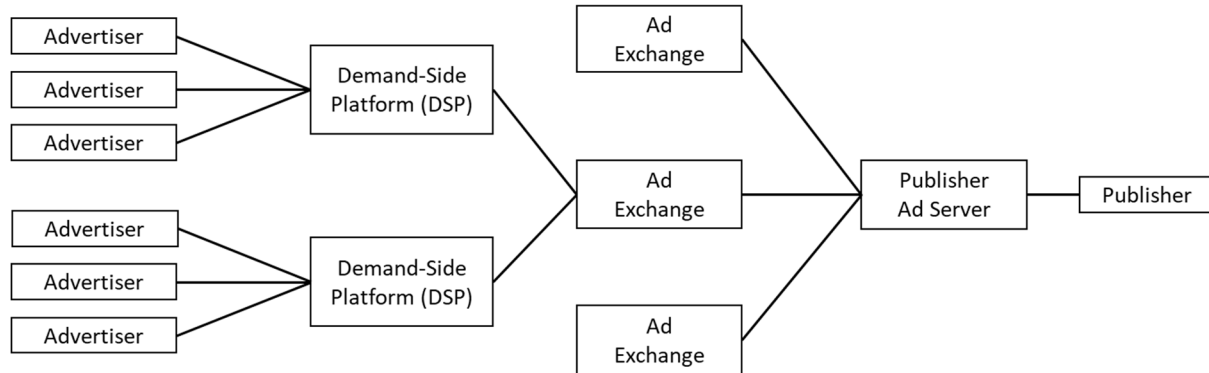 Advertiser
Advertiser
Advertiser
Advertiser
Advertiser
Advertiser
Demand-Side
Platform (DSP)
Demand-Side
Platform (DSP)
Ad
Exchange
Ad
Exchange
Ad
Exchange
Publisher
Ad Server
Publisher